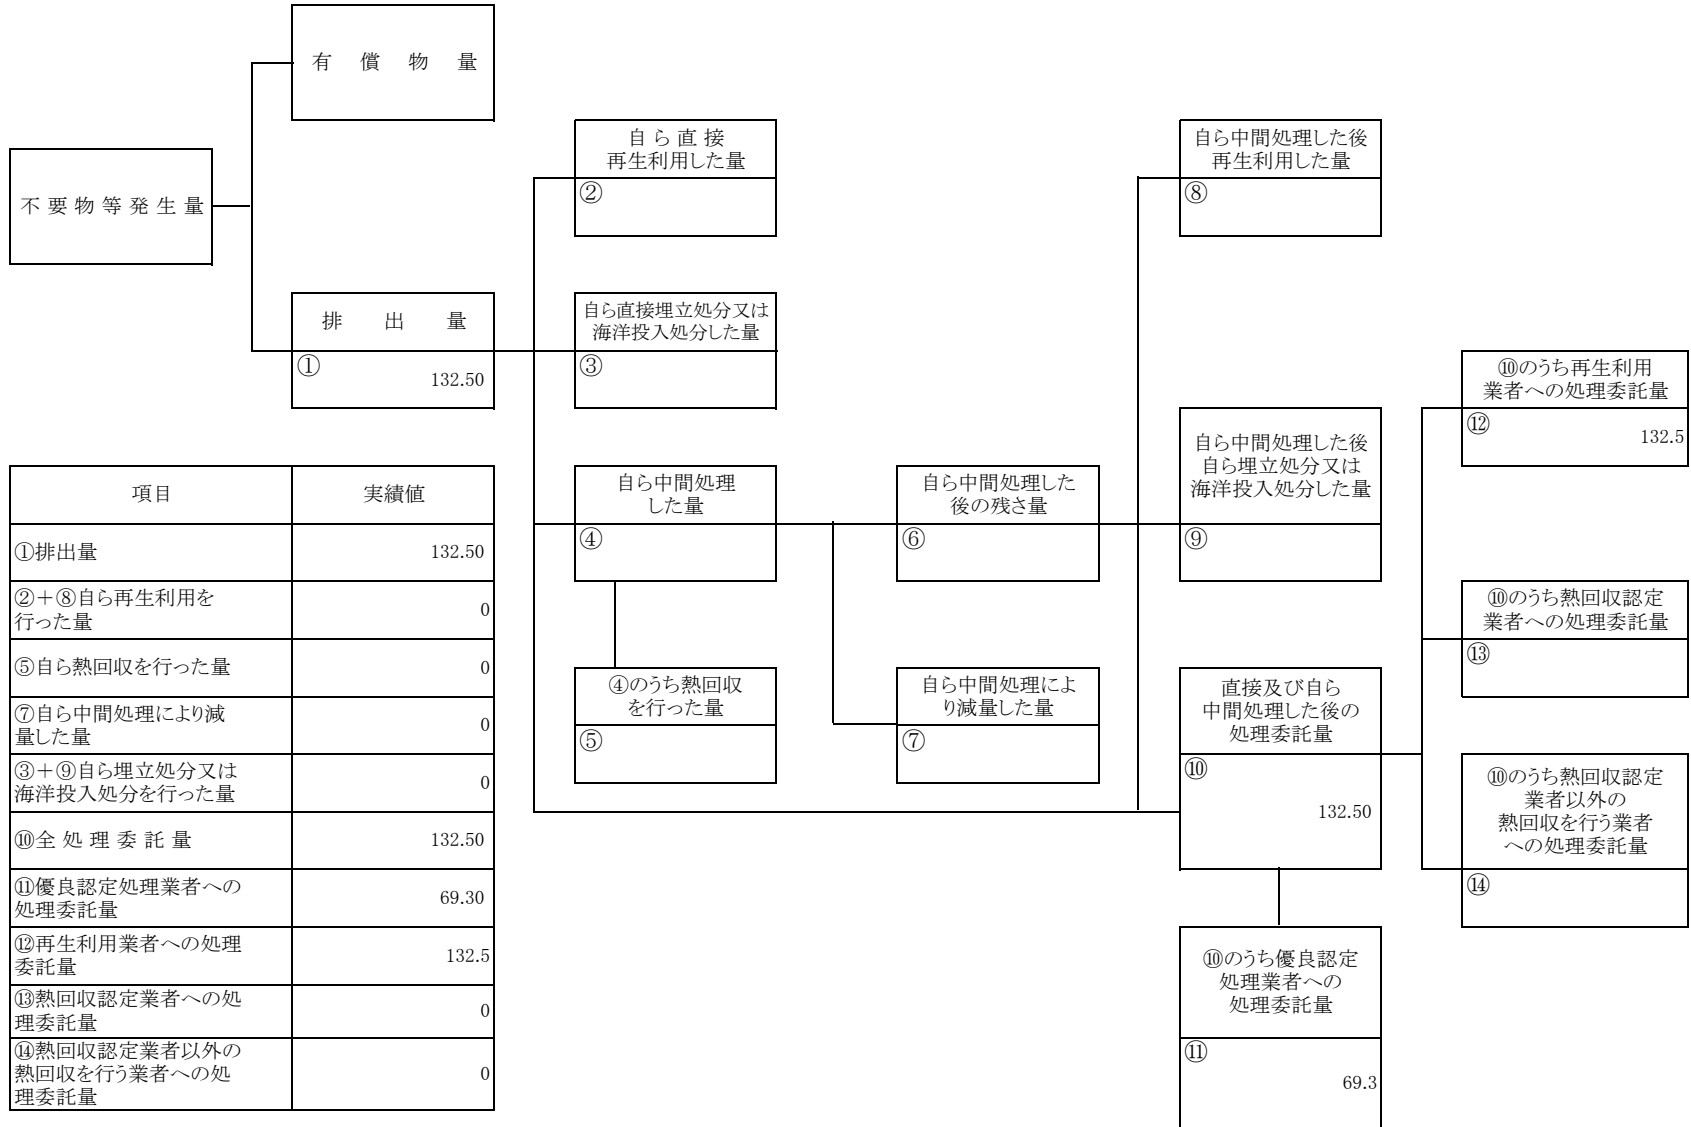 有償物量
不要物等発生量
排出量
①
132.50
自ら直接
再生利用した量
②
自ら直接埋立処分又は
海洋投入処分した量
③
自ら中間処理
した量
④
④のうち熱回収
を行った量
⑤
自ら中間処理した
後の残さ量
⑥
自ら中間処理によ
り減量した量
⑦
自ら中間処理した後
再生利用した量
⑧
自ら中間処理した後
自ら埋立処分又は
海洋投入処分した量
⑨
直接及び自ら
中間処理した後の
処理委託量
⑩
132.50
⑩のうち優良認定
処理業者への
処理委託量
⑪
69.3
⑩のうち再生利用
業者への処理委託量
⑫
132.5
⑩のうち熱回収認定
業者への処理委託量
⑬
⑩のうち熱回収認定
業者以外の
熱回収を行う業者
への処理委託量
⑭
項目 実績値
①排出量 132.50
②+⑧自ら再生利用を
行った量
0
⑤自ら熱回収を行った量 0
⑦自ら中間処理により減
量した量
0
③+⑨自ら埋立処分又は
海洋投入処分を行った量
0
⑩全処理委託量 132.50
⑪優良認定処理業者への
処理委託量
69.30
⑫再生利用業者への処理
委託量
132.5
⑬熱回収認定業者への処
理委託量
0
⑭熱回収認定業者以外の
熱回収を行う業者への処
理委託量
0